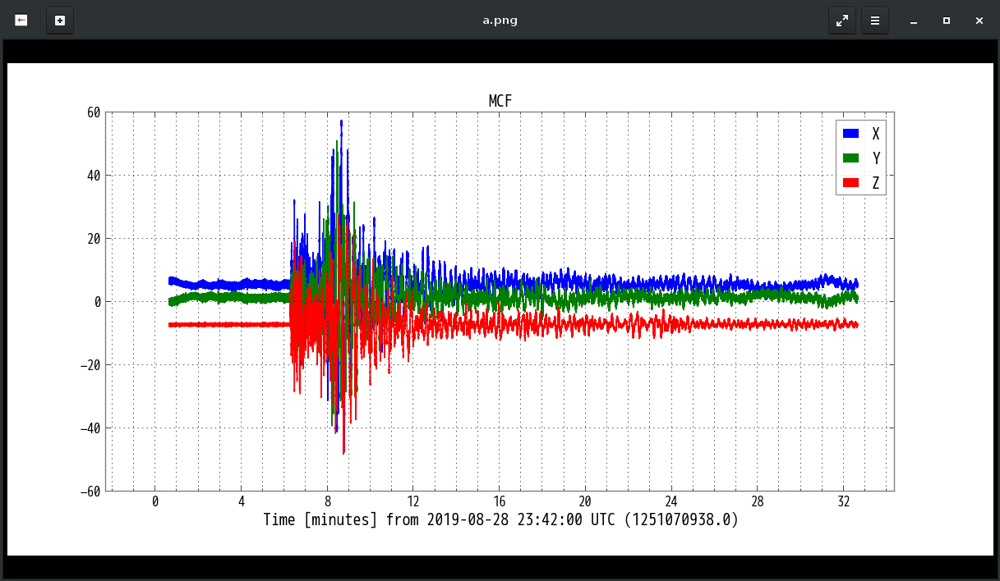 a.png
MCF
60
40
20
0
−20
−40
−60
X
Y
Z
0 4 8 12 16 20 24 28 32
Time [minutes] from 2019-08-28 23:42:00 UTC (1251070938.0)